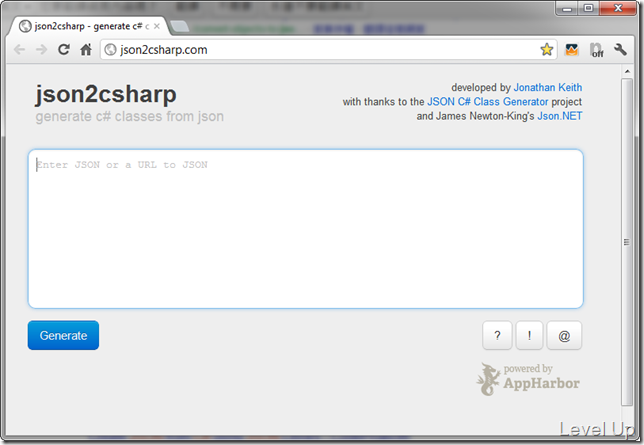 json2csharp - generate c# c
json2csharp.com
off
json2csharp
generate c# classes from json
developed by Jonathan Keith
with thanks to the JSON C# Class Generator project
and James Newton-King's Json.NET
Enter JSON or a URL to JSON
Generate
? ! @
powered by
AppHarbor
Level Up